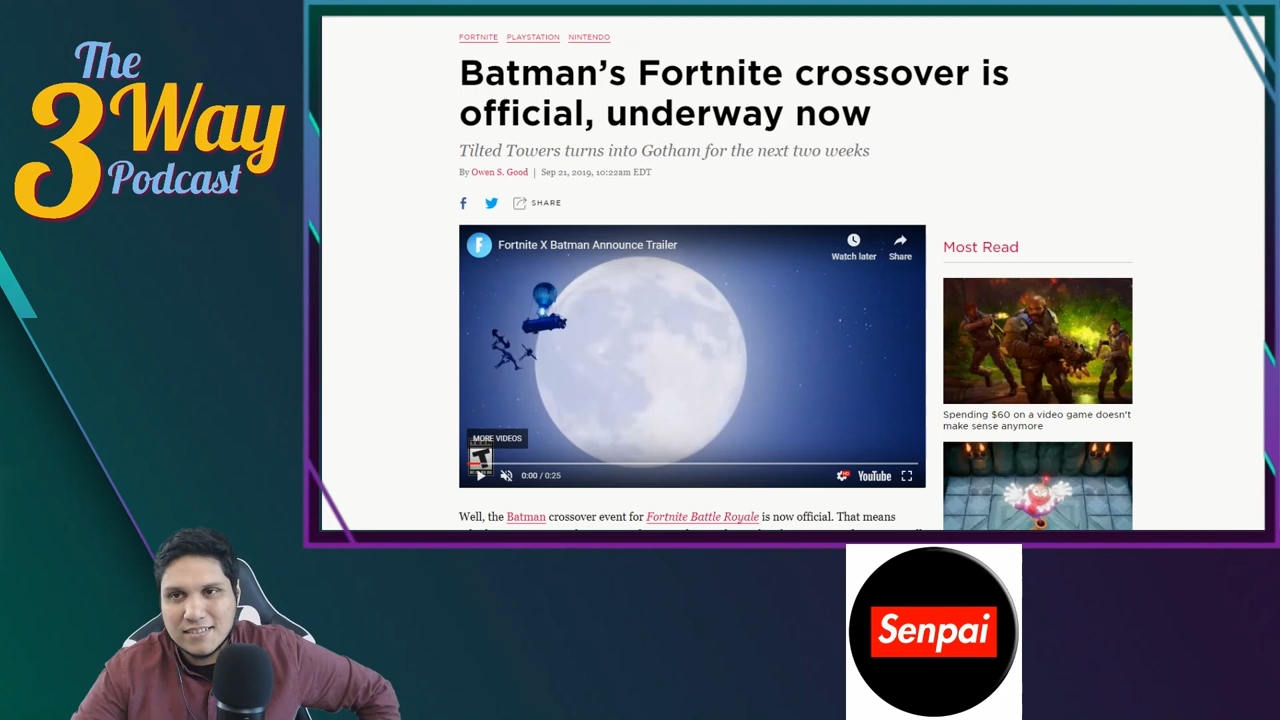 The
3 Way
Podcast
FORTNITE PLAYSTATION NINTENDO
Batman’s Fortnite crossover is
official, underway now
Tilted Towers turns into Gotham for the next two weeks
By Owen S. Good | Sep 21, 2019, 10:22am EDT
SHARE
Fortnite X Batman Announce Trailer
Watch later
Share
MORE VIDEOS
T
0:00 / 0:25
HD
YouTube
Well, the Batman crossover event for Fortnite Battle Royale is now official. That means
Most Read
Spending $60 on a video game doesn't
make sense anymore
Senpai